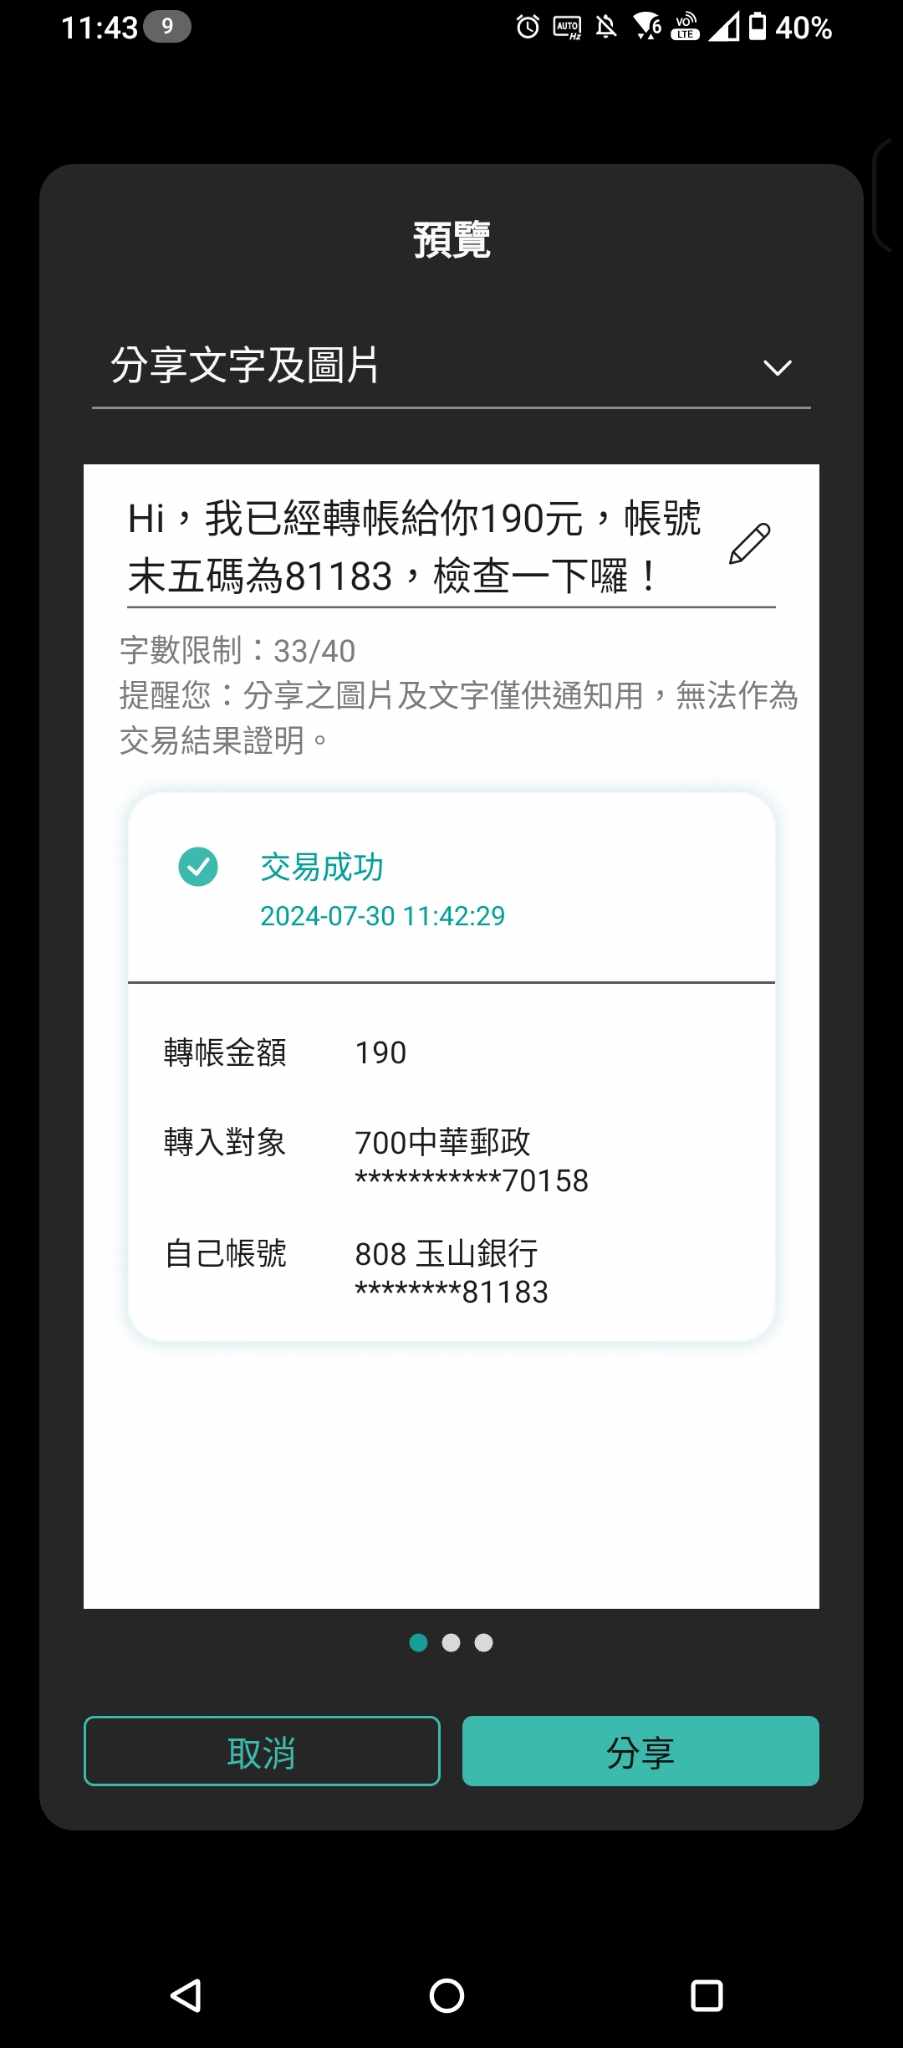 11:43 9 AUTO Hz 6 VO LTE 40%
預覽
分享文字及圖片
Hi，我已經轉帳給你190元，帳號
末五碼為81183，檢查一下囉！
字數限制：33/40
提醒您：分享之圖片及文字僅供通知用，無法作為
交易結果證明。
交易成功
2024-07-30 11:42:29
轉帳金額 190
轉入對象 700中華郵政
***********70158
自己帳號 808 玉山銀行
********81183
取消 分享